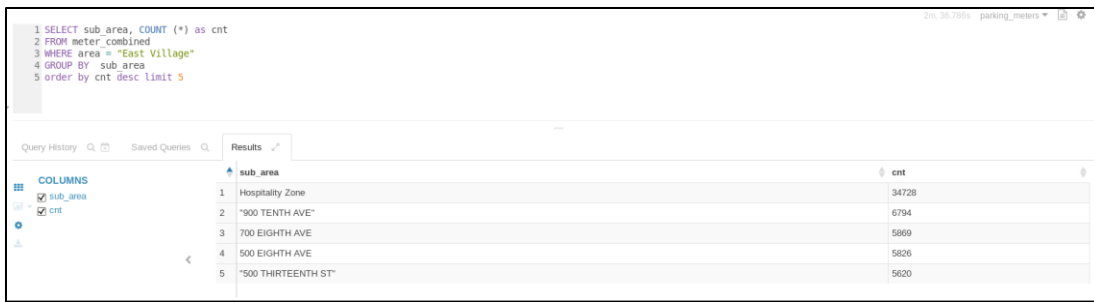 2m, 36.786s parking_meters
1 SELECT sub_area, COUNT (*) as cnt
2 FROM meter_combined
3 WHERE area = "East Village"
4 GROUP BY  sub_area
5 order by cnt desc limit 5
Query History Saved Queries Results
COLUMNS
sub_area
cnt
sub_area cnt
1 Hospitality Zone 34728
2 "900 TENTH AVE" 6794
3 700 EIGHTH AVE 5869
4 500 EIGHTH AVE 5826
5 "500 THIRTEENTH ST" 5620